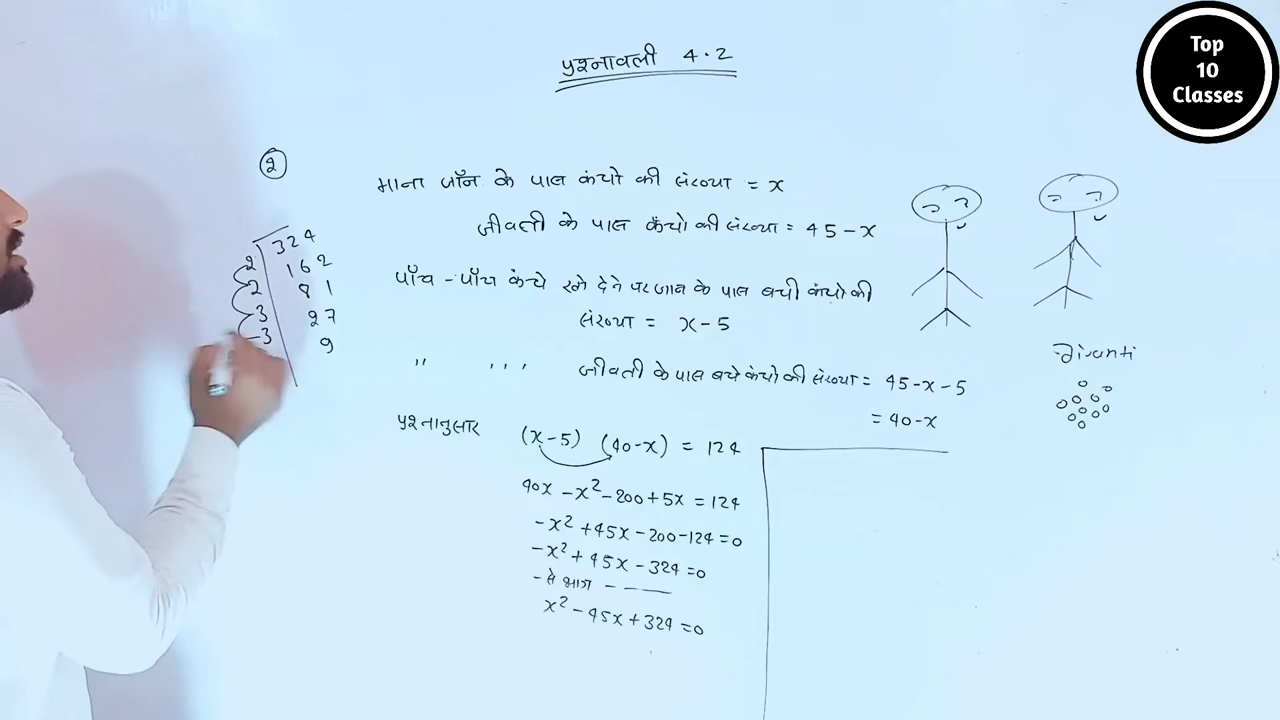 Top
10
Classes
प्रश्नावली 4.2
2
माना जॉन के पास कंचो की संख्या = x
जीवंती के पास कंचो की संख्या = 45-x
पाँच-पाँच कंचे खो देने पर जान के पास बची कंचो की
संख्या = x-5
" ,,, जीवंती के पास बचे कंचो की संख्या = 45-x-5
= 40-x
प्रश्नानुसार (x-5) (40-x) = 124
40x -x²-200+5x = 124
-x²+45x-200-124=0
-x²+45x-324=0
- से भाग - ——
x²-45x+324=0
324
2 162
2 81
3 27
3 9
Jivanti